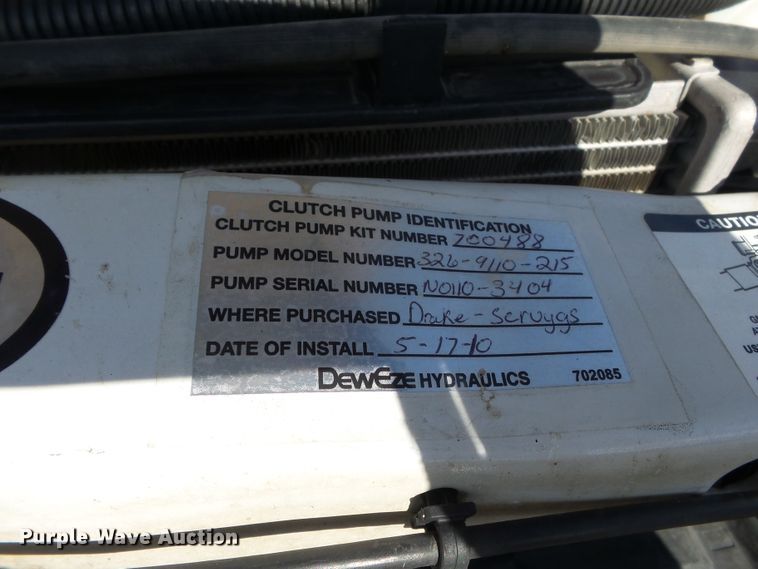 CLUTCH PUMP IDENTIFICATION
CLUTCH PUMP KIT NUMBER 700488
PUMP MODEL NUMBER 326-9110-215
PUMP SERIAL NUMBER N0110-3404
WHERE PURCHASED Drake-Scruggs
DATE OF INSTALL 5-17-10
DEWEZE HYDRAULICS 702085
CAUTION
Purple Wave Auction